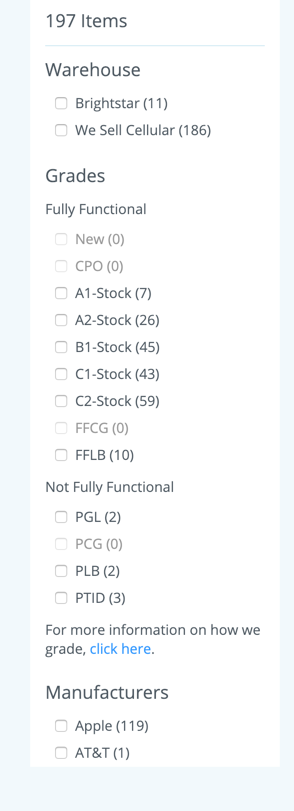 197 Items
Warehouse
Brightstar (11)
We Sell Cellular (186)
Grades
Fully Functional
New (0)
CPO (0)
A1-Stock (7)
A2-Stock (26)
B1-Stock (45)
C1-Stock (43)
C2-Stock (59)
FFCG (0)
FFLB (10)
Not Fully Functional
PGL (2)
PCG (0)
PLB (2)
PTID (3)
For more information on how we
grade, click here.
Manufacturers
Apple (119)
AT&T (1)